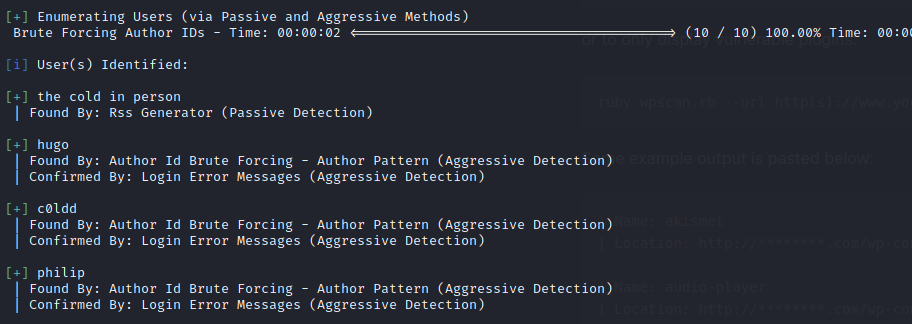 [+] Enumerating Users (via Passive and Aggressive Methods)
 Brute Forcing Author IDs - Time: 00:00:02 <==================================> (10 / 10) 100.00% Time: 00:00
or to only display vulnerable plugins:
[i] User(s) Identified:
[+] the cold in person
 | Found By: Rss Generator (Passive Detection)
ruby wpscan.rb --url http(s)://www.yo
[+] hugo
 | Found By: Author Id Brute Forcing - Author Pattern (Aggressive Detection)
example output is pasted below:
 | Confirmed By: Login Error Messages (Aggressive Detection)
[+] c0ldd
 | Found By: Author Id Brute Forcing - Author Pattern (Aggressive Detection)
Name: akismet
 | Confirmed By: Login Error Messages (Aggressive Detection)
| Location: http://********.com/wp-co
[+] philip
 | Found By: Author Id Brute Forcing - Author Pattern (Aggressive Detection)
Name: audio-player
 | Confirmed By: Login Error Messages (Aggressive Detection)
| Location: http://********.com/wp-co